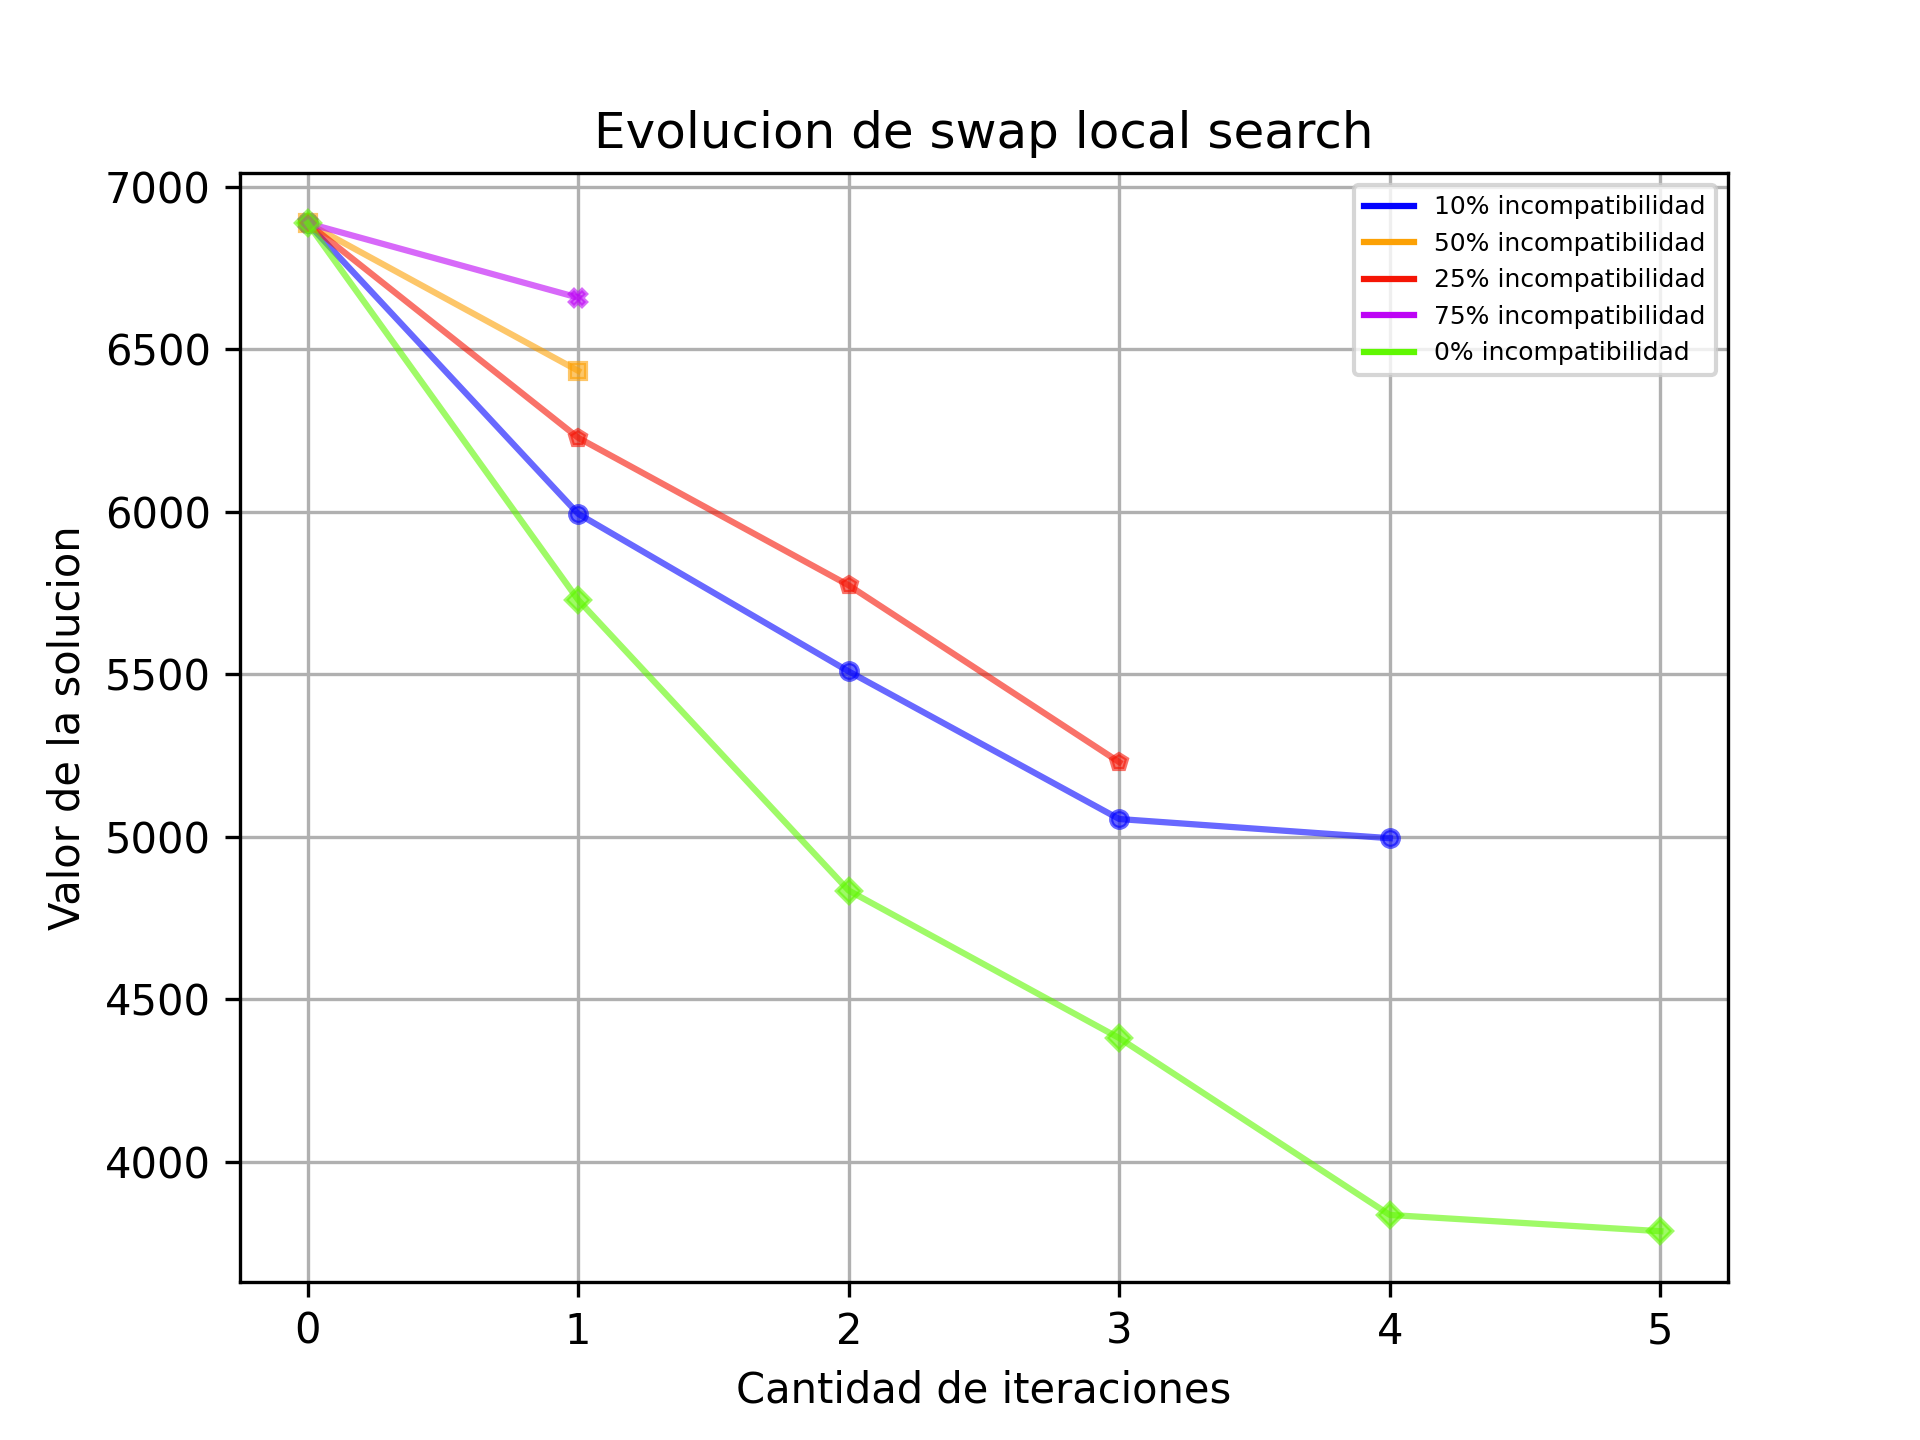 Evolucion de swap local search
7000
6500
6000
5500
5000
4500
4000
Valor de la solucion
10% incompatibilidad
50% incompatibilidad
25% incompatibilidad
75% incompatibilidad
0% incompatibilidad
0 1 2 3 4 5
Cantidad de iteraciones